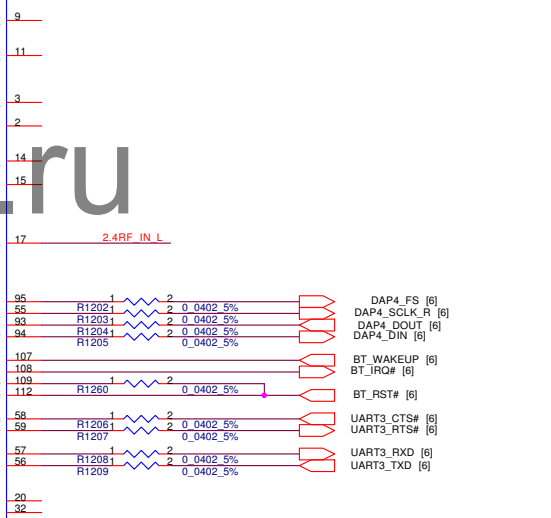 9
11
3
2
14
15
.ru
17 2.4RF_IN_L
95 1 2 DAP4_FS [6]
R1202 0_0402_5%
55 1 2 DAP4_SCLK_R [6]
R1203 0_0402_5%
93 1 2 DAP4_DOUT [6]
R1204 0_0402_5%
94 1 2 DAP4_DIN [6]
R1205 0_0402_5%
107 BT_WAKEUP [6]
108 BT_IRQ# [6]
109 1 2
R1260 0_0402_5%
112 BT_RST# [6]
58 1 2 UART3_CTS# [6]
R1206 0_0402_5%
59 1 2 UART3_RTS# [6]
R1207 0_0402_5%
57 1 2 UART3_RXD [6]
R1208 0_0402_5%
56 1 2 UART3_TXD [6]
R1209 0_0402_5%
20
32